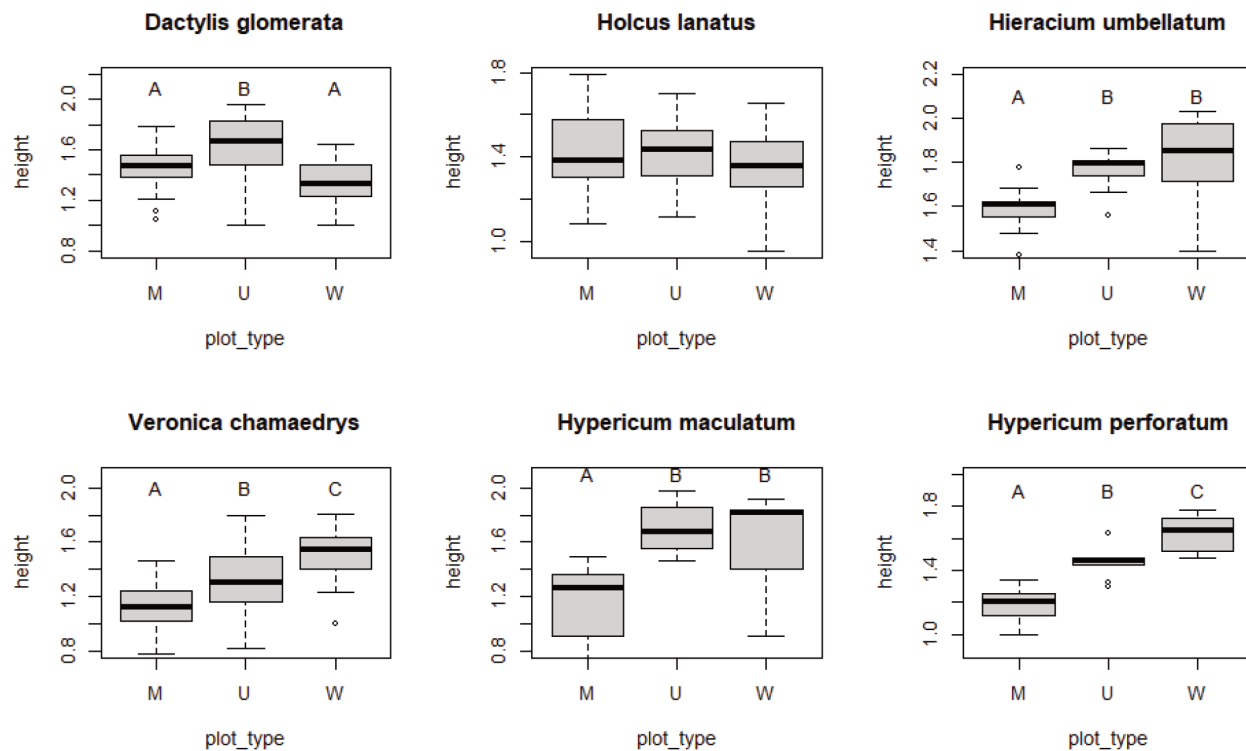 Dactylis glomerata
A B A
height
0.8 1.2 1.6 2.0
M U W
plot_type
Holcus lanatus
height
1.0 1.4 1.8
M U W
plot_type
Hieracium umbellatum
A B B
height
1.4 1.6 1.8 2.0 2.2
M U W
plot_type
Veronica chamaedrys
A B C
height
0.8 1.2 1.6 2.0
M U W
plot_type
Hypericum maculatum
A B B
height
0.8 1.2 1.6 2.0
M U W
plot_type
Hypericum perforatum
A B C
height
1.0 1.4 1.8
M U W
plot_type